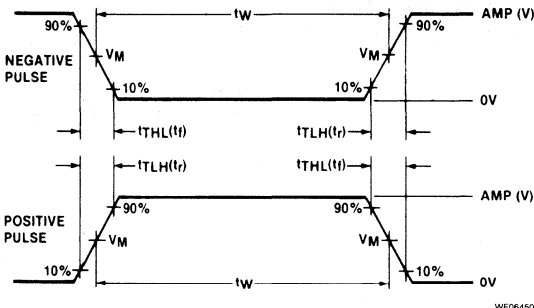 tW
AMP (V)
90%
90%
VM
VM
NEGATIVE
PULSE
10%
10%
0V
tTHL(tf)
tTLH(tr)
tTLH(tr)
tTHL(tf)
AMP (V)
90%
90%
POSITIVE
PULSE
VM
VM
10%
10%
tW
0V
WF06450